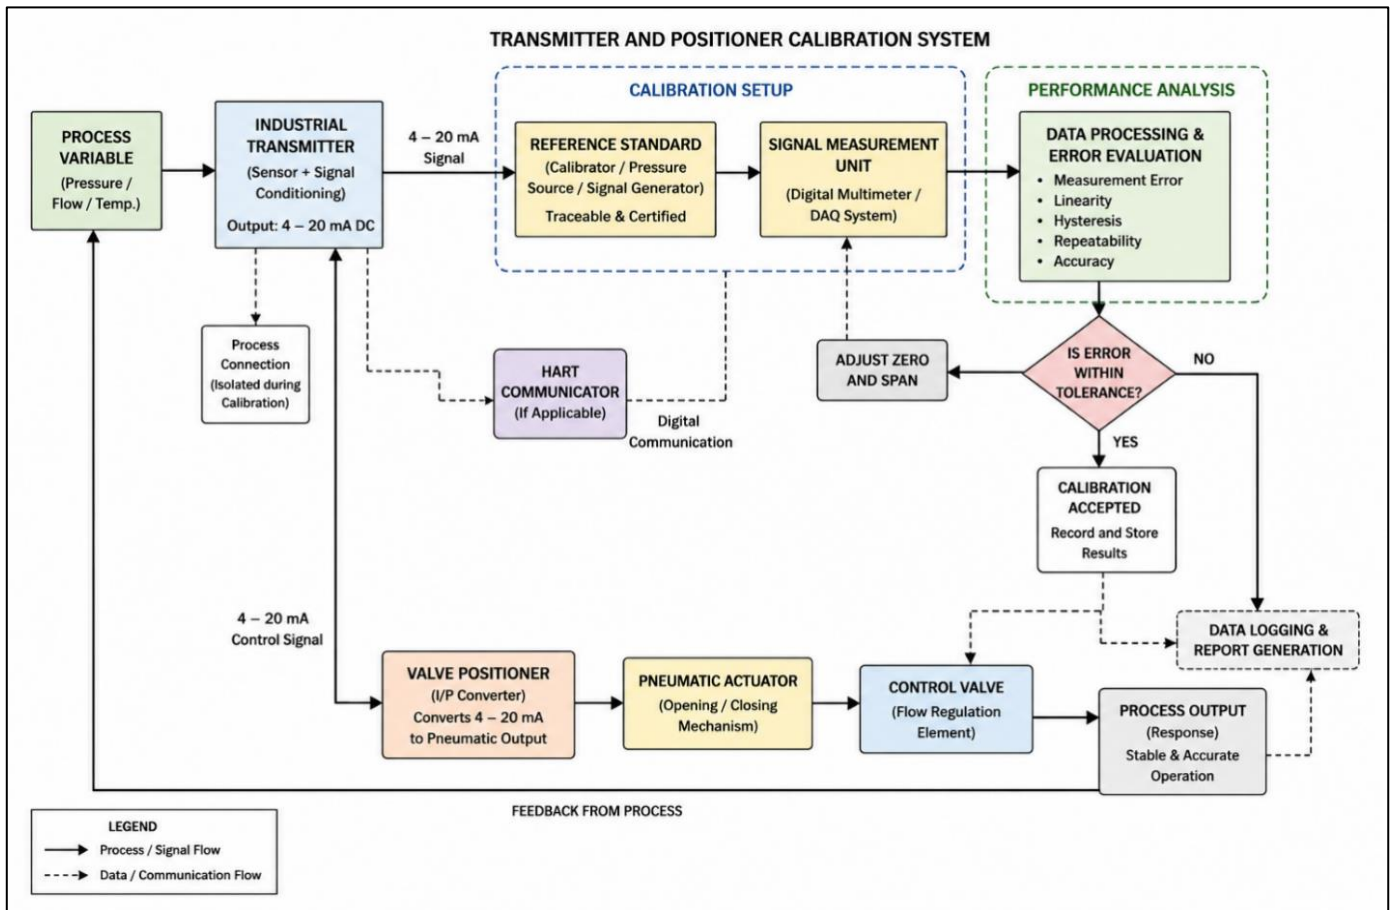 TRANSMITTER AND POSITIONER CALIBRATION SYSTEM
CALIBRATION SETUP
PERFORMANCE ANALYSIS
PROCESS
VARIABLE
(Pressure /
Flow / Temp.)
INDUSTRIAL
TRANSMITTER
(Sensor + Signal
Conditioning)
Output: 4 – 20 mA DC
4 – 20 mA
Signal
REFERENCE STANDARD
(Calibrator / Pressure
Source / Signal Generator)
Traceable & Certified
SIGNAL MEASUREMENT
UNIT
(Digital Multimeter /
DAQ System)
DATA PROCESSING &
ERROR EVALUATION
• Measurement Error
• Linearity
• Hysteresis
• Repeatability
• Accuracy
Process
Connection
(Isolated during
Calibration)
HART
COMMUNICATOR
(If Applicable)
Digital
Communication
ADJUST ZERO
AND SPAN
IS ERROR
WITHIN
TOLERANCE?
NO
YES
CALIBRATION
ACCEPTED
Record and Store
Results
4 – 20 mA
Control Signal
DATA LOGGING &
REPORT GENERATION
VALVE POSITIONER
(I/P Converter)
Converts 4 – 20 mA
to Pneumatic Output
PNEUMATIC ACTUATOR
(Opening / Closing
Mechanism)
CONTROL VALVE
(Flow Regulation
Element)
PROCESS OUTPUT
(Response)
Stable & Accurate
Operation
FEEDBACK FROM PROCESS
LEGEND
Process / Signal Flow
Data / Communication Flow